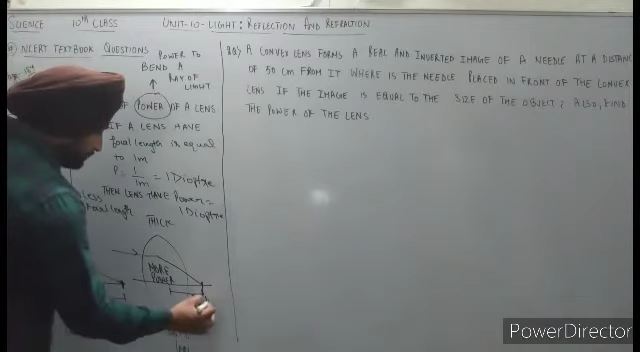 SCIENCE 10TH CLASS UNIT-10-LIGHT: REFLECTION AND REFRACTION
NCERT TEXTBOOK QUESTIONS
POWER TO
BEND A
RAY OF
LIGHT
OF POWER OF A LENS
IF A LENS HAVE
focal length is equal
to 1m
P = 1/1m = 1 Dioptre
THEN LENS HAVE Power =
1 Dioptre
Less
focal length
THICK
MORE
POWER
A CONVEX LENS FORMS A REAL AND INVERTED IMAGE OF A NEEDLE AT A DISTANC
OF 50 CM FROM IT WHERE IS THE NEEDLE PLACED IN FRONT OF THE CONVEX
LENS IF THE IMAGE IS EQUAL TO THE SIZE OF THE OBJECT; ALSO, FIND
THE POWER OF THE LENS
PowerDirector